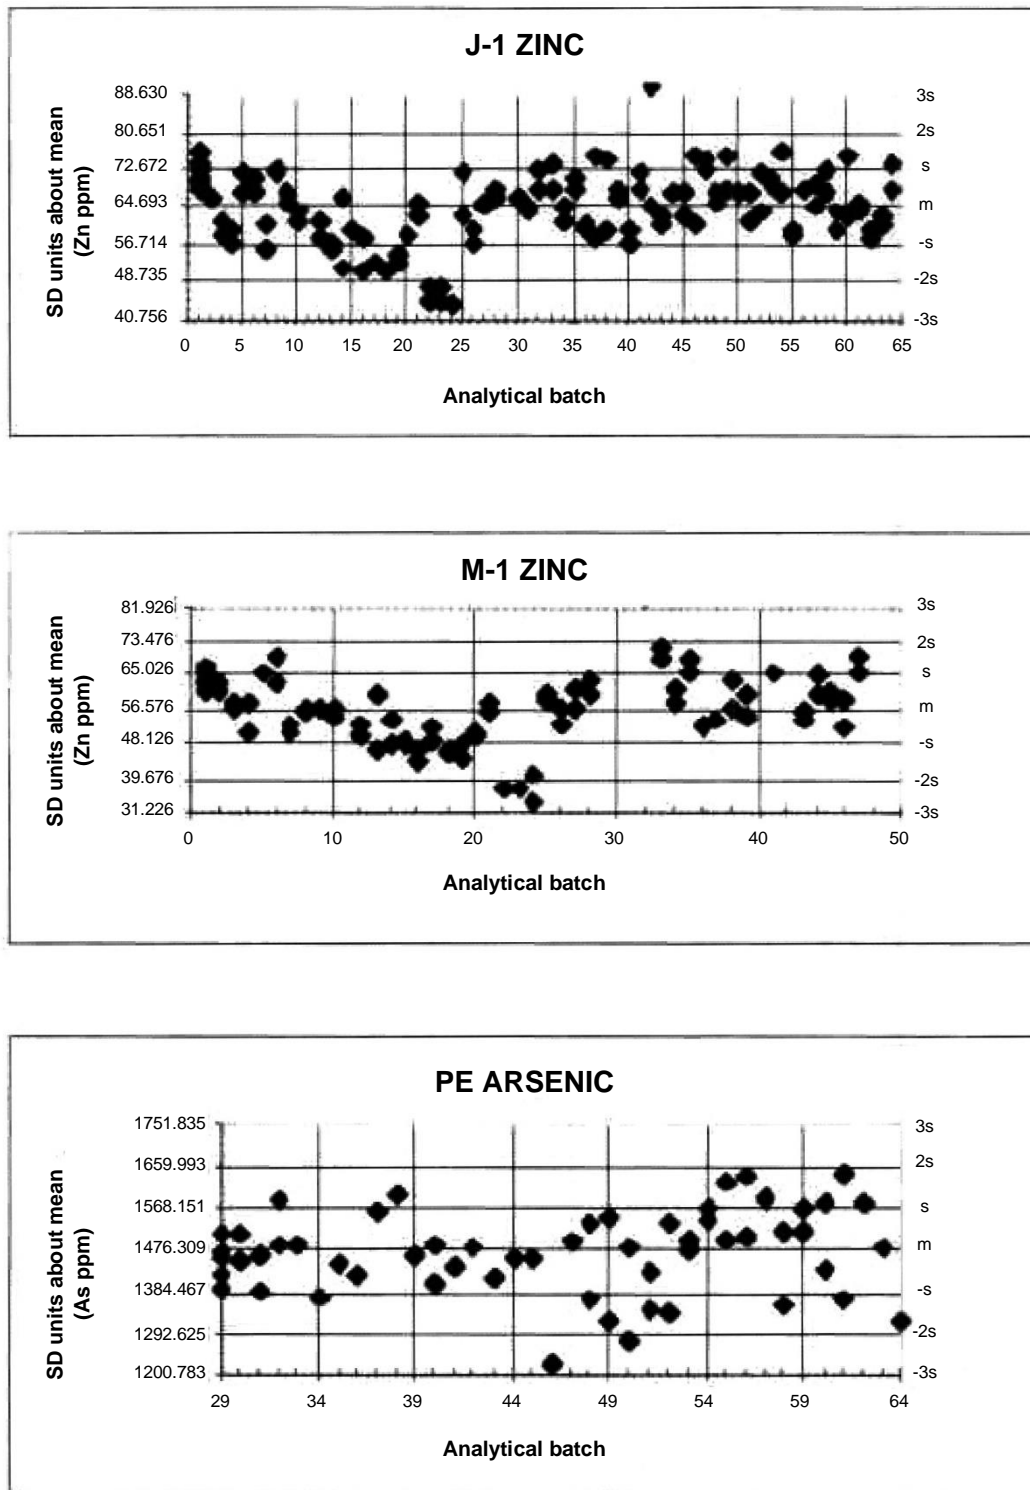 J-1 ZINC
SD units about mean
(Zn ppm)
88.630
80.651
72.672
64.693
56.714
48.735
40.756
3s
2s
s
m
-s
-2s
-3s
0 5 10 15 20 25 30 35 40 45 50 55 60 65
Analytical batch
M-1 ZINC
SD units about mean
(Zn ppm)
81.926
73.476
65.026
56.576
48.126
39.676
31.226
3s
2s
s
m
-s
-2s
-3s
0 10 20 30 40 50
Analytical batch
PE ARSENIC
SD units about mean
(As ppm)
1751.835
1659.993
1568.151
1476.309
1384.467
1292.625
1200.783
3s
2s
s
m
-s
-2s
-3s
29 34 39 44 49 54 59 64
Analytical batch